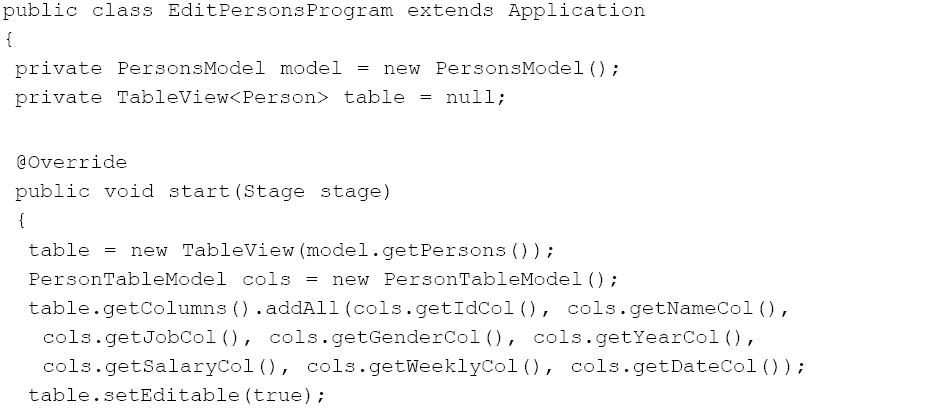 public class EditPersonsProgram extends Application
{
private PersonsModel model = new PersonsModel();
private TableView<Person> table = null;
@Override
public void start(Stage stage)
{
table = new TableView(model.getPersons());
PersonTableModel cols = new PersonTableModel();
table.getColumns().addAll(cols.getIdCol(), cols.getNameCol(),
cols.getJobCol(), cols.getGenderCol(), cols.getYearCol(),
cols.getSalaryCol(), cols.getWeeklyCol(), cols.getDateCol());
table.setEditable(true);